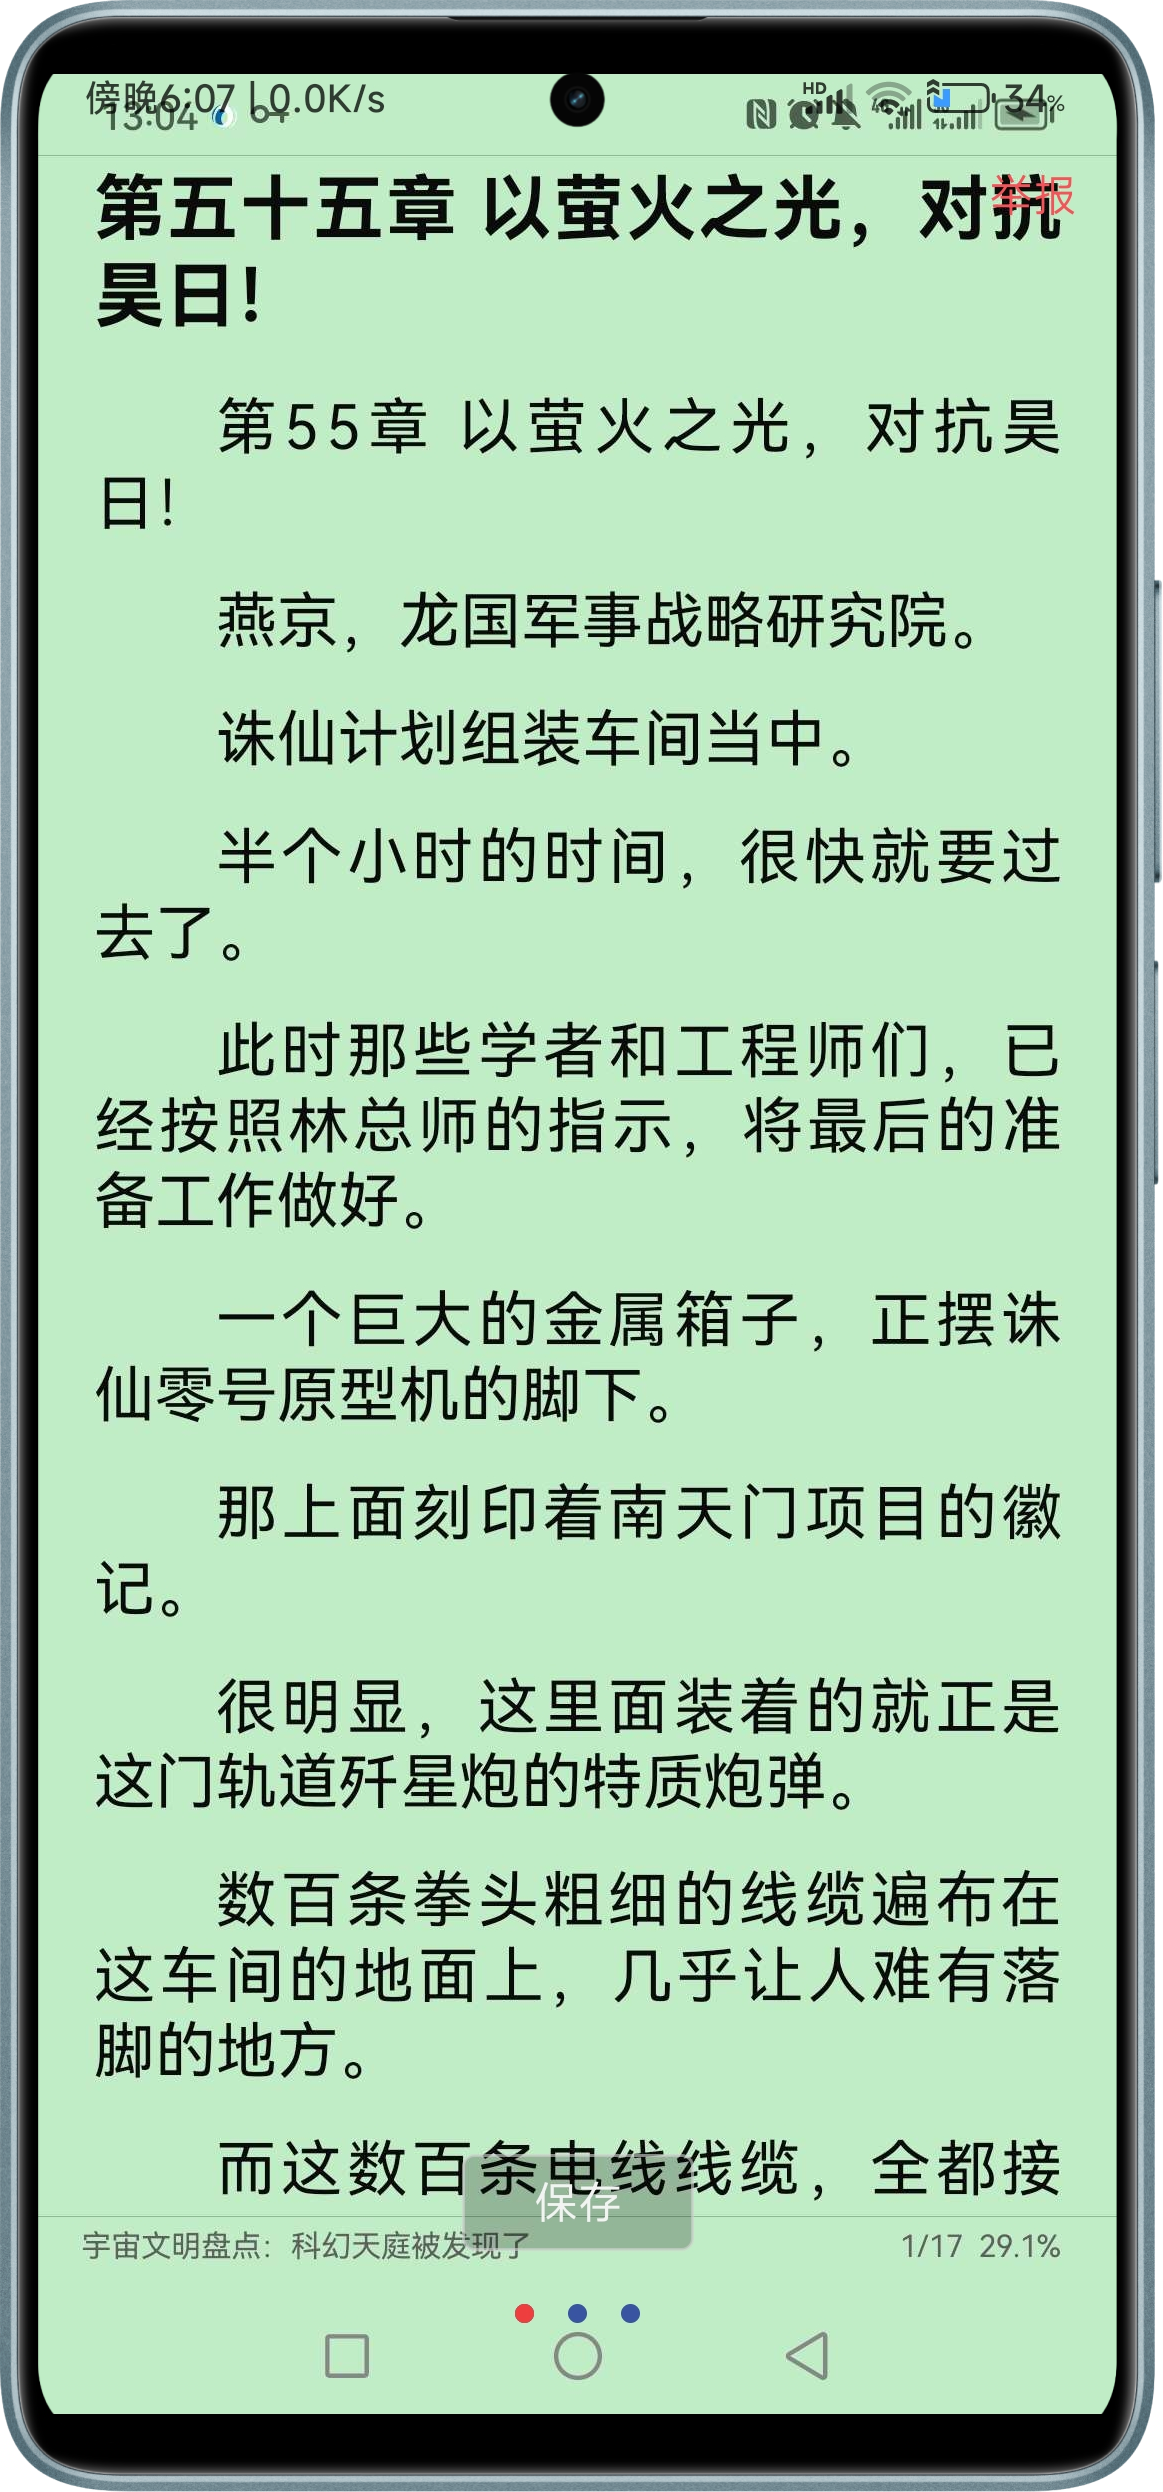 傍晚6:07 | 0.0K/s HD 34%
13:04
举报
第五十五章 以萤火之光，对抗
昊日！
第55章 以萤火之光，对抗昊
日！
燕京，龙国军事战略研究院。
诛仙计划组装车间当中。
半个小时的时间，很快就要过
去了。
此时那些学者和工程师们，已
经按照林总师的指示，将最后的准
备工作做好。
一个巨大的金属箱子，正摆诛
仙零号原型机的脚下。
那上面刻印着南天门项目的徽
记。
很明显，这里面装着的就正是
这门轨道歼星炮的特质炮弹。
数百条拳头粗细的线缆遍布在
这车间的地面上，几乎让人难有落
脚的地方。
而这数百条电线线缆，全都接
保存
宇宙文明盘点：科幻天庭被发现了 1/17 29.1%